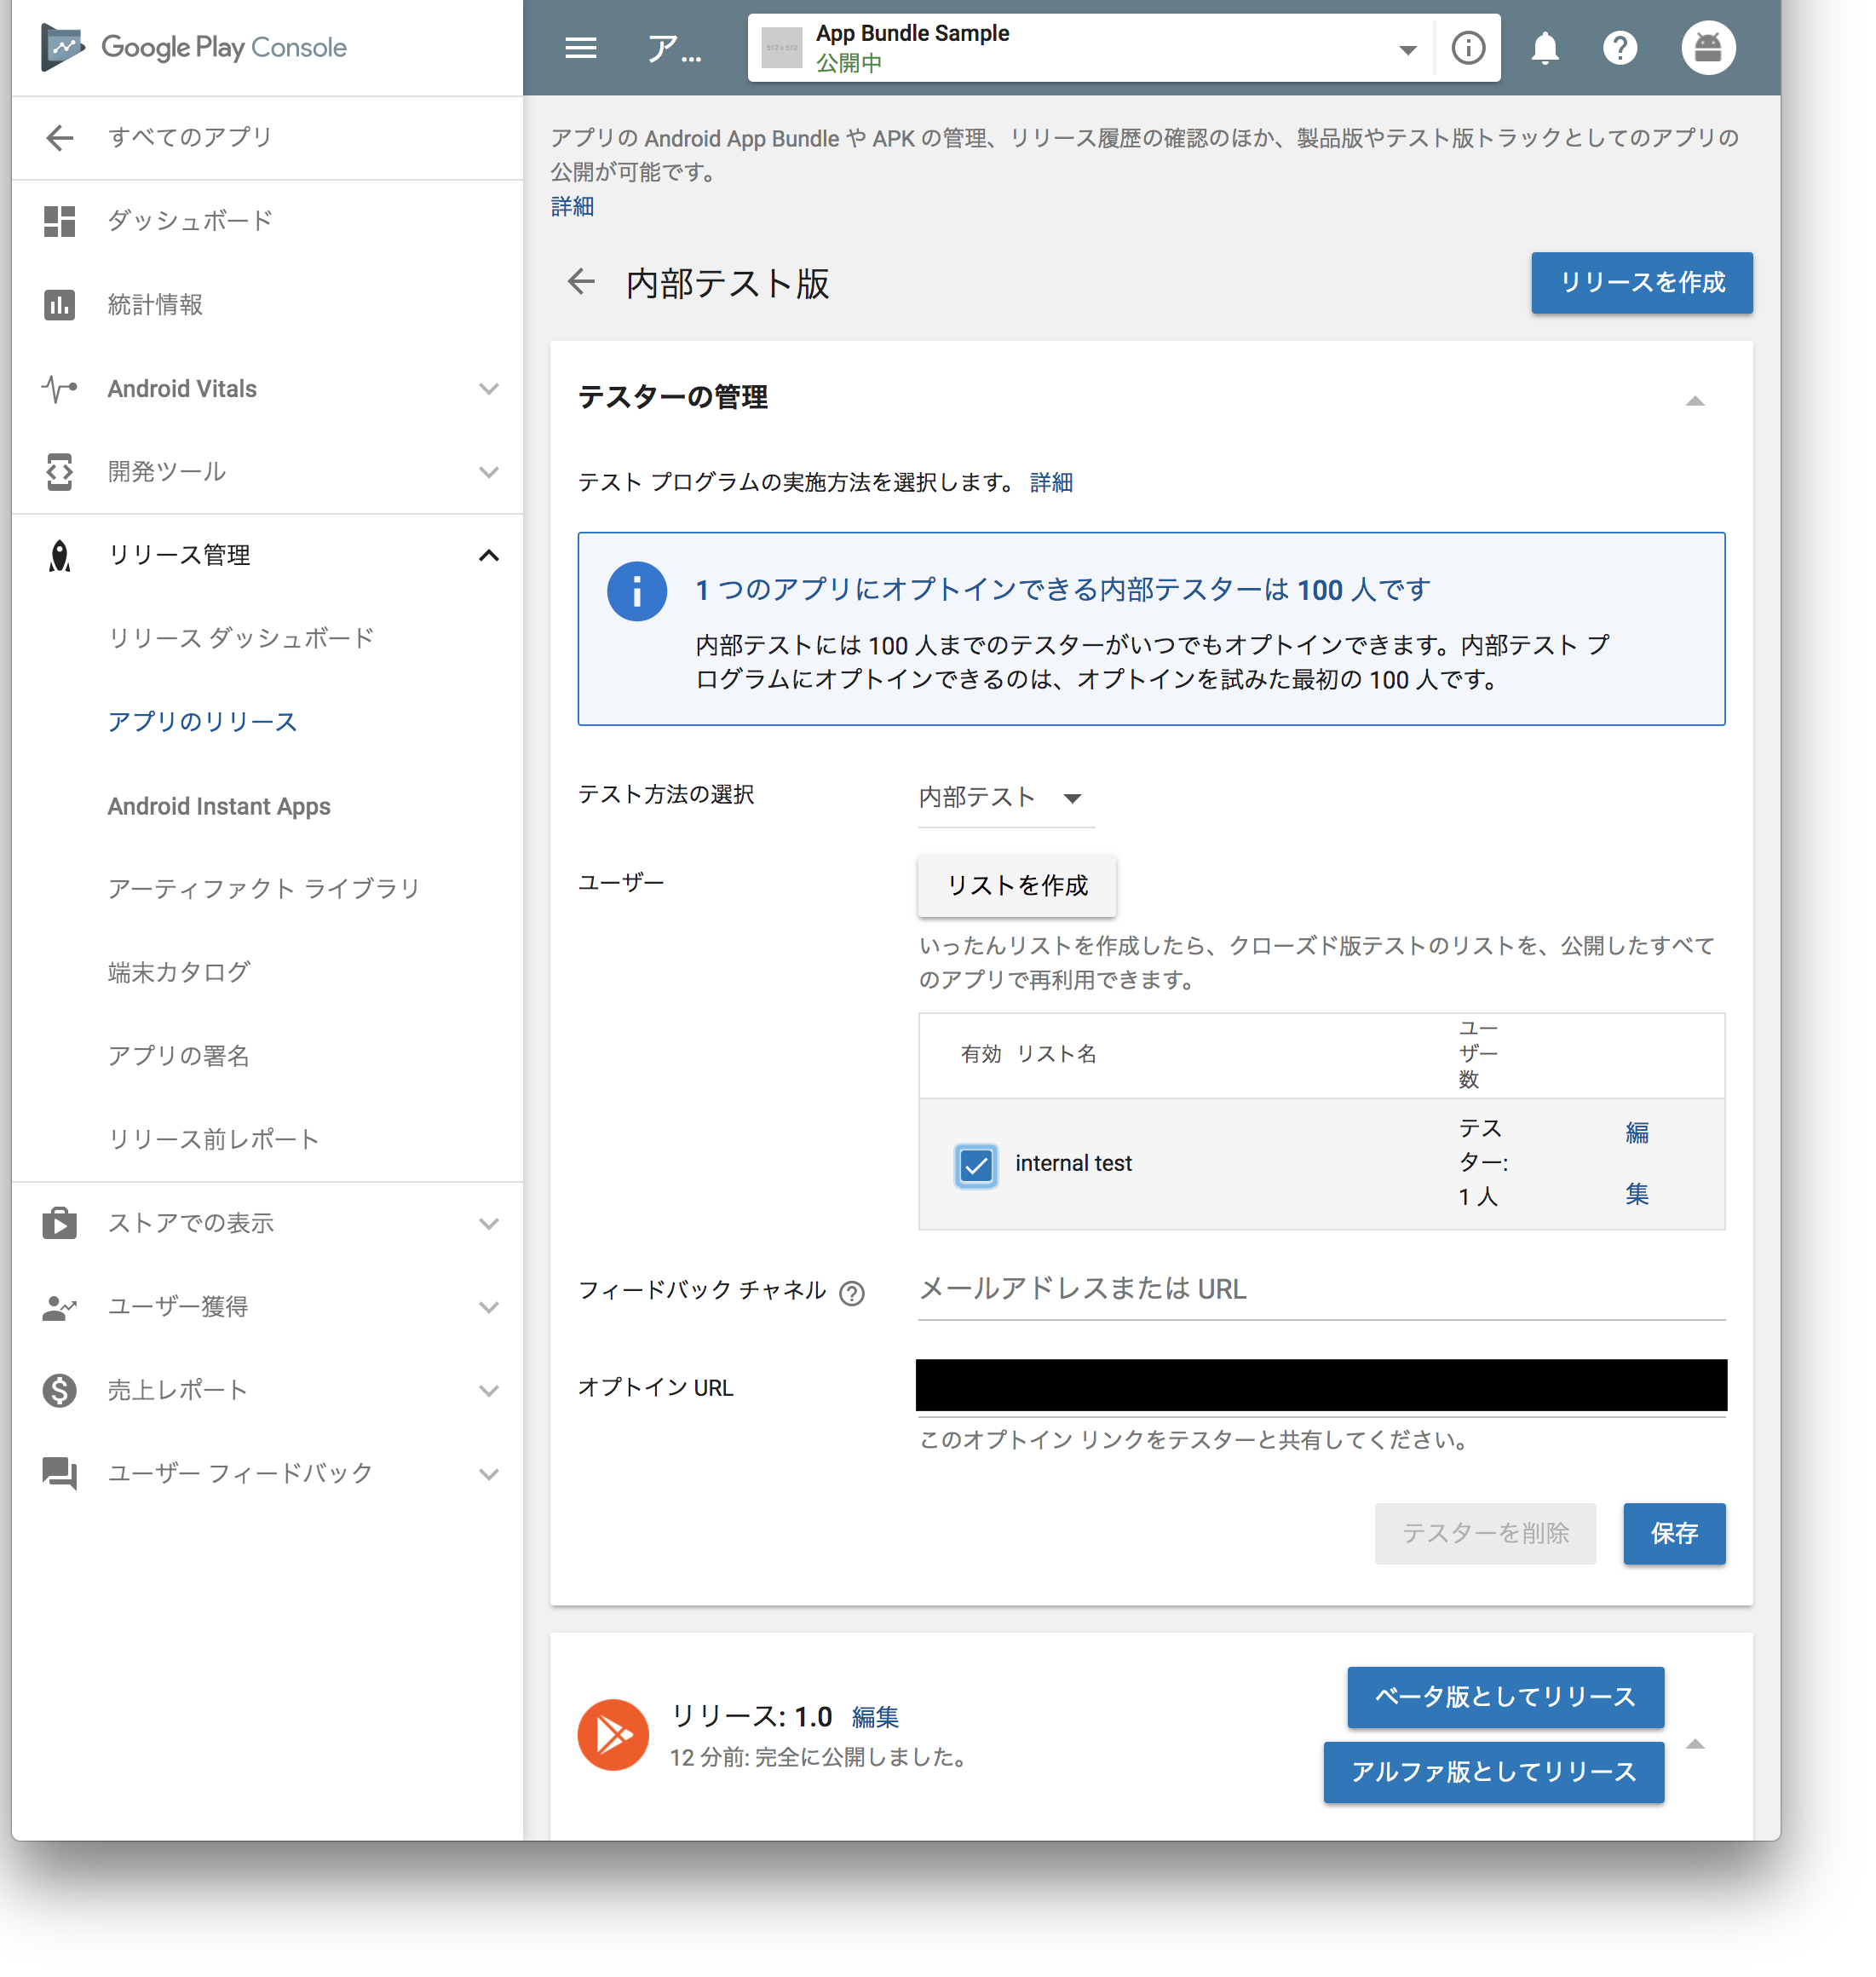 Google Play Console
すべてのアプリ
ダッシュボード
統計情報
Android Vitals
開発ツール
リリース管理
リリース ダッシュボード
アプリのリリース
Android Instant Apps
アーティファクト ライブラリ
端末カタログ
アプリの署名
リリース前レポート
ストアでの表示
ユーザー獲得
売上レポート
ユーザー フィードバック
ア...
512 x 512
App Bundle Sample
公開中
アプリの Android App Bundle や APK の管理、リリース履歴の確認のほか、製品版やテスト版トラックとしてのアプリの
公開が可能です。
詳細
内部テスト版
リリースを作成
テスターの管理
テスト プログラムの実施方法を選択します。 詳細
1 つのアプリにオプトインできる内部テスターは 100 人です
内部テストには 100 人までのテスターがいつでもオプトインできます。内部テスト プ
ログラムにオプトインできるのは、オプトインを試みた最初の 100 人です。
テスト方法の選択
内部テスト
ユーザー
リストを作成
いったんリストを作成したら、クローズド版テストのリストを、公開したすべて
のアプリで再利用できます。
有効 リスト名
ユー
ザー
数
internal test
テス
ター:
1 人
編
集
フィードバック チャネル
メールアドレスまたは URL
オプトイン URL
このオプトイン リンクをテスターと共有してください。
テスターを削除
保存
リリース: 1.0 編集
12 分前: 完全に公開しました。
ベータ版としてリリース
アルファ版としてリリース